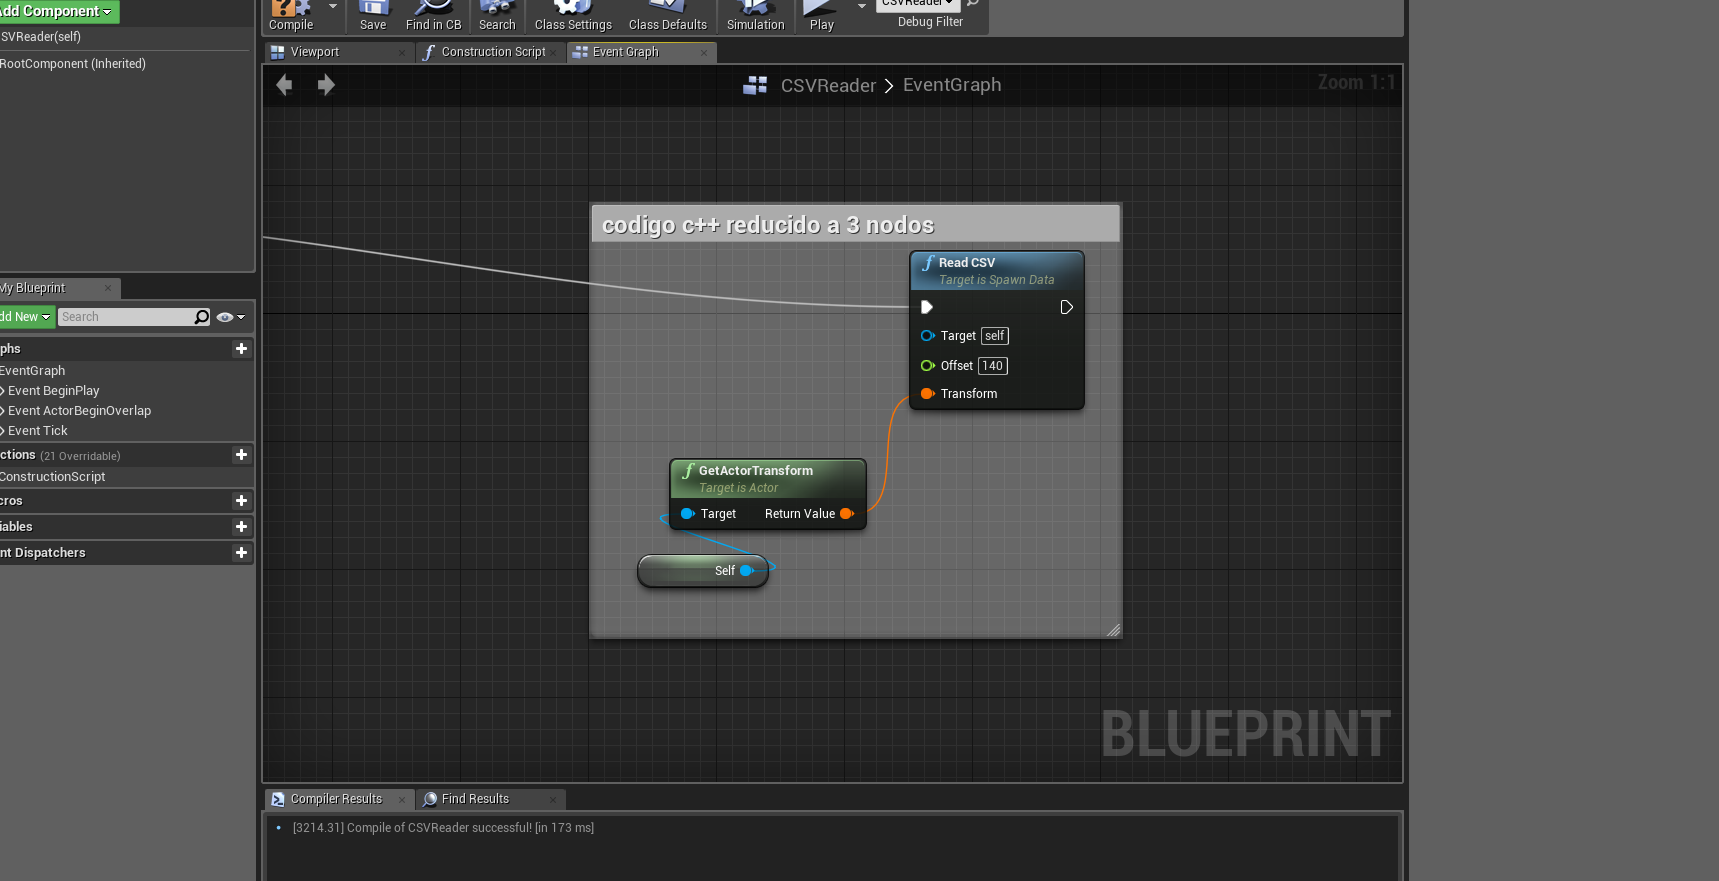 Add Component
SVReader(self)
RootComponent (Inherited)
Compile
Save
Find in CB
Search
Class Settings
Class Defaults
Simulation
Play
CSVReader
Debug Filter
Viewport
Construction Script
Event Graph
CSVReader > EventGraph
Zoom 1:1
codigo c++ reducido a 3 nodos
Read CSV
Target is Spawn Data
Target self
Offset 140
Transform
GetActorTransform
Target is Actor
Target Return Value
Self
BLUEPRINT
My Blueprint
dd New
Search
phs
EventGraph
Event BeginPlay
Event ActorBeginOverlap
Event Tick
ctions (21 Overridable)
ConstructionScript
cros
iables
nt Dispatchers
Compiler Results
Find Results
[3214.31] Compile of CSVReader successful! [in 173 ms]